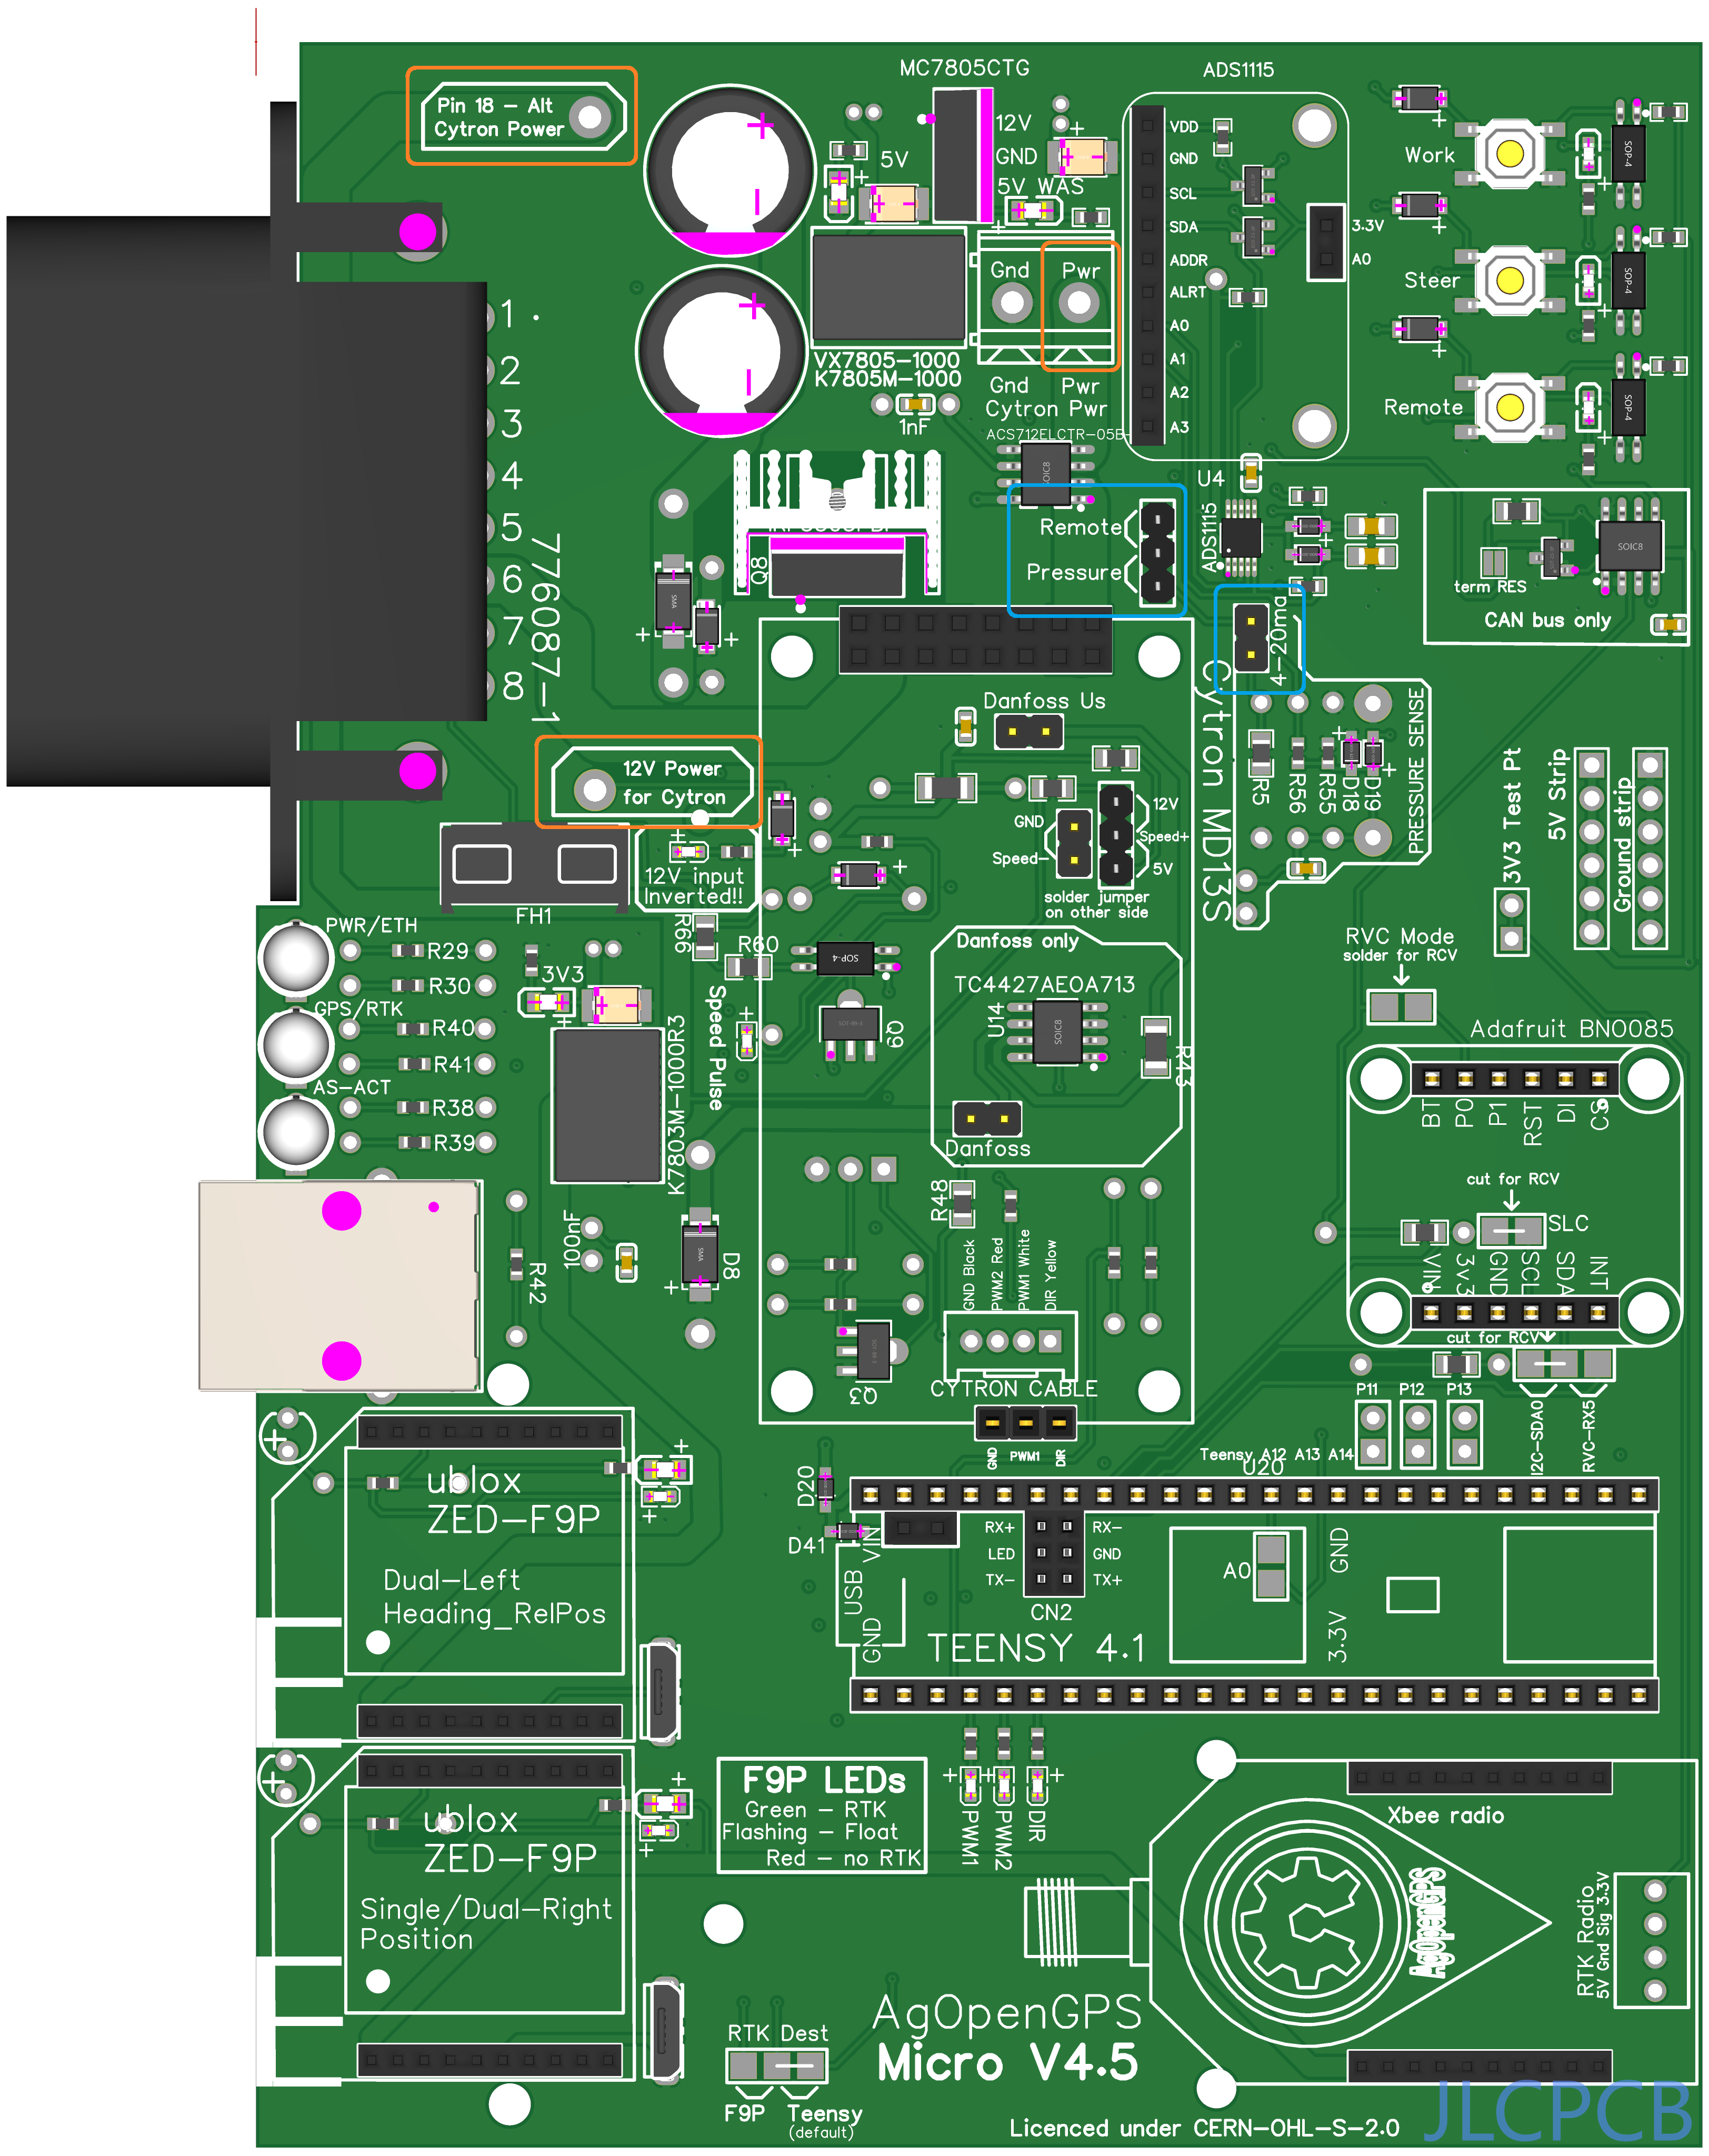 Pin 18 - Alt
Cytron Power
MC7805CTG
12V
GND
5V WAS
5V
ADS1115
VDD
GND
SCL
SDA
ADDR
ALRT
A0
A1
A2
A3
3.3V
A0
Work
Steer
Remote
SOP-4
SOP-4
SOP-4
1
2
3
4
5
6
7
8
776087-1
Gnd Pwr
VX7805-1000
K7805M-1000
Gnd Pwr
Cytron Pwr
1nF
ACS712ELCTR-05B-
SOIC8
Remote
Pressure
U4
ADS1115
4-20ma
term RES
SOIC8
CAN bus only
Q8
SMA
Danfoss Us
Cytron MD13S
12V
Speed+
5V
GND
Speed-
solder jumper
on other side
R5
R56
R55
D18
D19
PRESSURE SENSE
3V3 Test Pt
5V Strip
Ground strip
12V Power
for Cytron
12V input
Inverted!!
FH1
PWR/ETH
R29
R30
GPS/RTK
R40
R41
AS-ACT
R38
R39
3V3
K7803M-1000R3
R66
R60
Speed Pulse
SOP-4
Q9
Danfoss only
TC4427AEOA713
U14
SOIC8
R43
Danfoss
RVC Mode
solder for RCV
Adafruit BNO085
BT
P0
P1
RST
DI
CS
cut for RCV
SLC
VIN
3v3
GND
SCL
SDA
INT
cut for RCV
I2C-SDA0
RVC-RX5
P11
P12
P13
Teensy A12 A13 A14
100nF
R42
D8
SMA
R48
GND Black
PWM2 Red
PWM1 White
DIR Yellow
CYTRON CABLE
Q3
GND
PWM1
DIR
U20
D20
D41
VIN
USB
GND
RX+
LED
TX-
RX-
GND
TX+
CN2
TEENSY 4.1
A0
GND
3.3V
ublox
ZED-F9P
Dual-Left
Heading_RelPos
ublox
ZED-F9P
Single/Dual-Right
Position
F9P LEDs
Green - RTK
Flashing - Float
Red - no RTK
PWM1
PWM2
DIR
Xbee radio
AgOpenGPS
RTK Radio
5V Gnd Sig 3.3V
RTK Dest
F9P
Teensy
(default)
AgOpenGPS
Micro V4.5
Licenced under CERN-OHL-S-2.0
JLCPCB